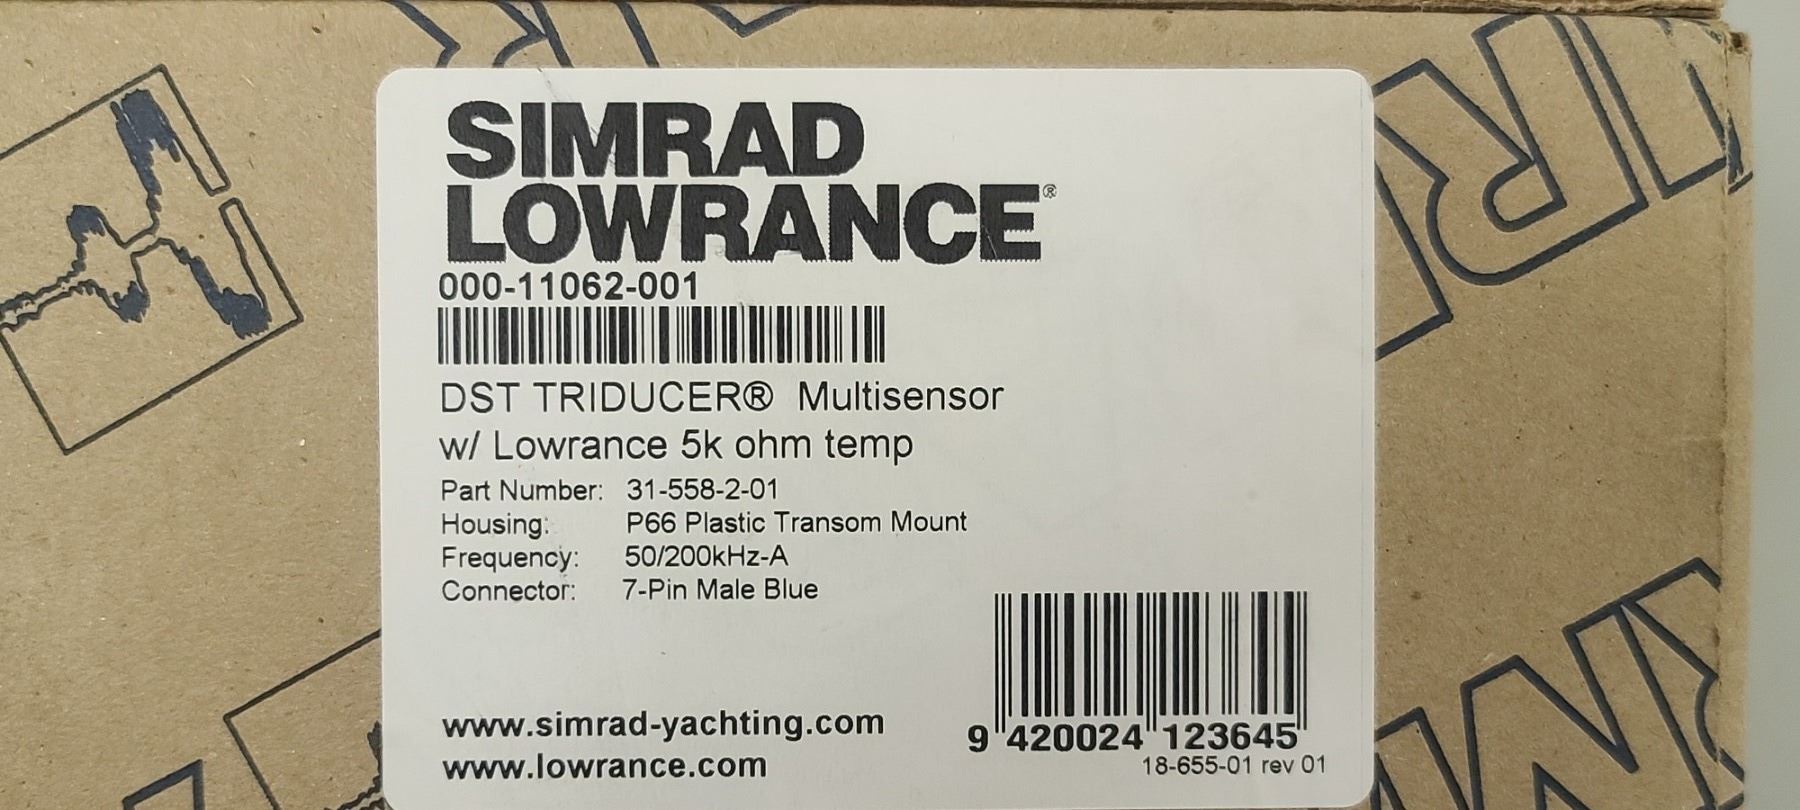 SIMRAD
LOWRANCE®
000-11062-001
DST TRIDUCER® Multisensor
w/ Lowrance 5k ohm temp
Part Number: 31-558-2-01
Housing: P66 Plastic Transom Mount
Frequency: 50/200kHz-A
Connector: 7-Pin Male Blue
www.simrad-yachting.com
www.lowrance.com
9 420024 123645
18-655-01 rev 01